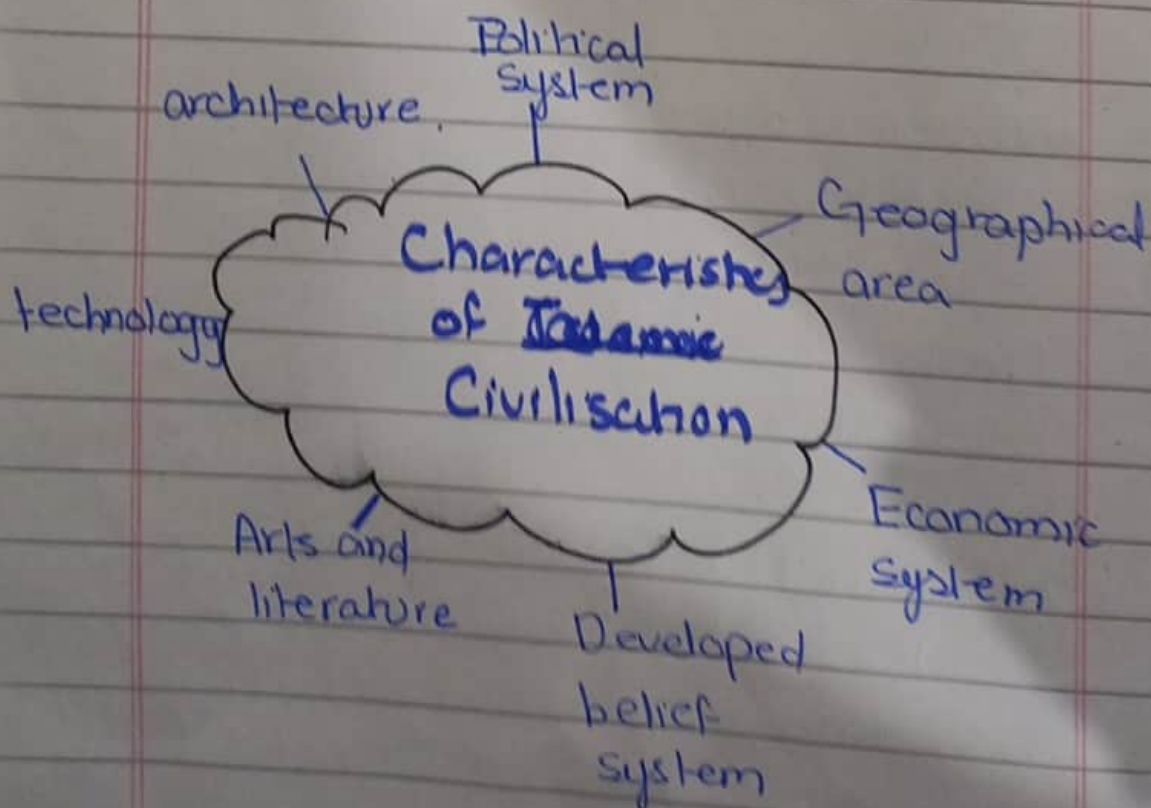 Political
System
architecture.
Geographical
area
Characteristics
of
Civilisation
technology
Economic
System
Arts and
literature
Developed
belief
system